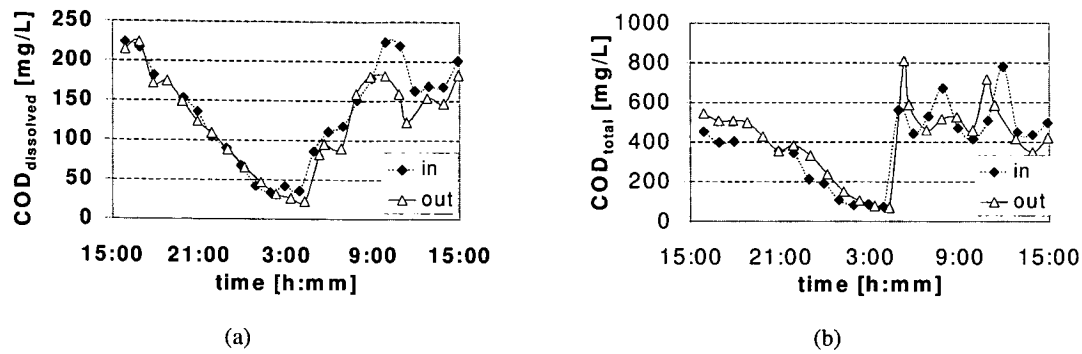 COD dissolved [mg/L]
250
200
150
100
50
0
in
out
15:00 21:00 3:00 9:00 15:00
time [h:mm]
(a)
COD total [mg/L]
1000
800
600
400
200
0
in
out
15:00 21:00 3:00 9:00 15:00
time [h:mm]
(b)